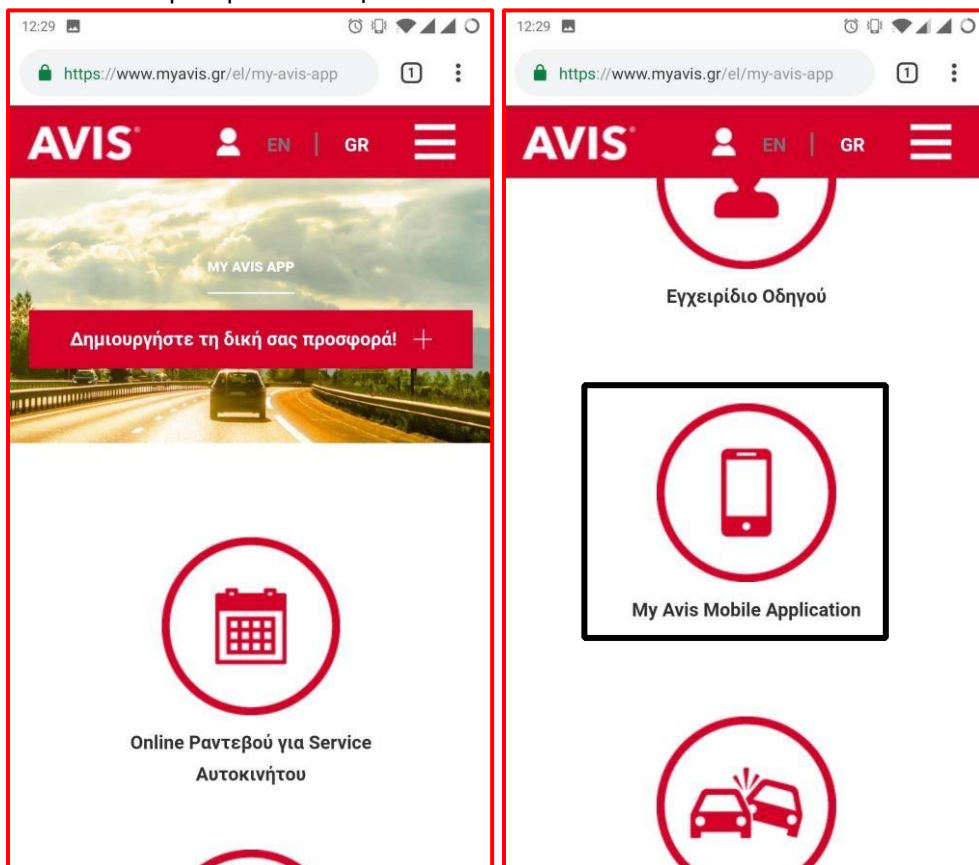 12:29
https://www.myavis.gr/el/my-avis-app
1
AVIS
EN | GR
MY AVIS APP
Δημιουργήστε τη δική σας προσφορά! +
Online Ραντεβού για Service
Αυτοκινήτου
12:29
https://www.myavis.gr/el/my-avis-app
1
AVIS
EN | GR
Εγχειρίδιο Οδηγού
My Avis Mobile Application